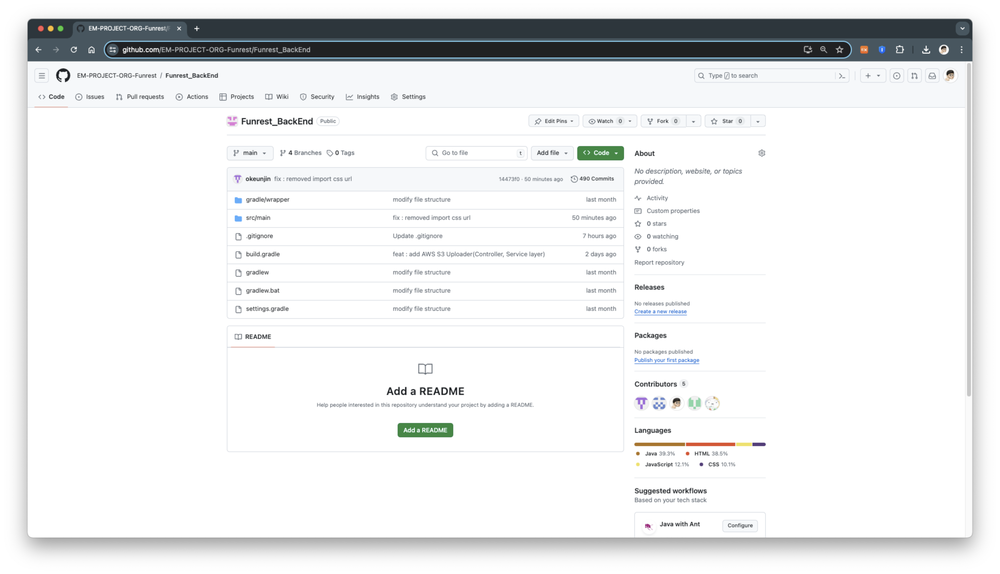 EM-PROJECT-ORG-Funrest/
github.com/EM-PROJECT-ORG-Funrest/Funrest_BackEnd
EM-PROJECT-ORG-Funrest / Funrest_BackEnd
Type / to search
Code Issues Pull requests Actions Projects Wiki Security Insights Settings
Funrest_BackEnd Public
Edit Pins Watch 0 Fork 0 Star 0
main 4 Branches 0 Tags Go to file t Add file Code
okeunjin fix : removed import css url 14473f0 · 50 minutes ago 490 Commits
gradle/wrapper modify file structure last month
src/main fix : removed import css url 50 minutes ago
.gitignore Update .gitignore 7 hours ago
build.gradle feat : add AWS S3 Uploader(Controller, Service layer) 2 days ago
gradlew modify file structure last month
gradlew.bat modify file structure last month
settings.gradle modify file structure last month
README
Add a README
Help people interested in this repository understand your project by adding a README.
Add a README
About
No description, website, or topics
provided.
Activity
Custom properties
0 stars
0 watching
0 forks
Report repository
Releases
No releases published
Create a new release
Packages
No packages published
Publish your first package
Contributors 5
Languages
Java 39.3% HTML 38.5%
JavaScript 12.1% CSS 10.1%
Suggested workflows
Based on your tech stack
Java with Ant Configure